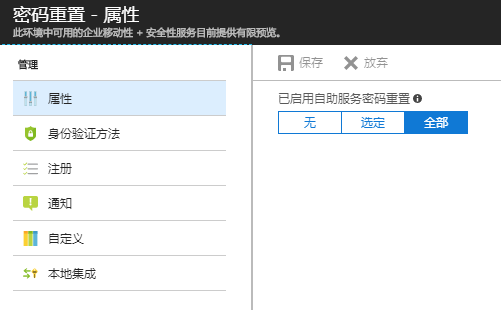 密码重置 - 属性
此环境中可用的企业移动性 + 安全性服务目前提供有限预览。
管理
保存
放弃
属性
已启用自助服务密码重置
无
选定
全部
身份验证方法
注册
通知
自定义
本地集成